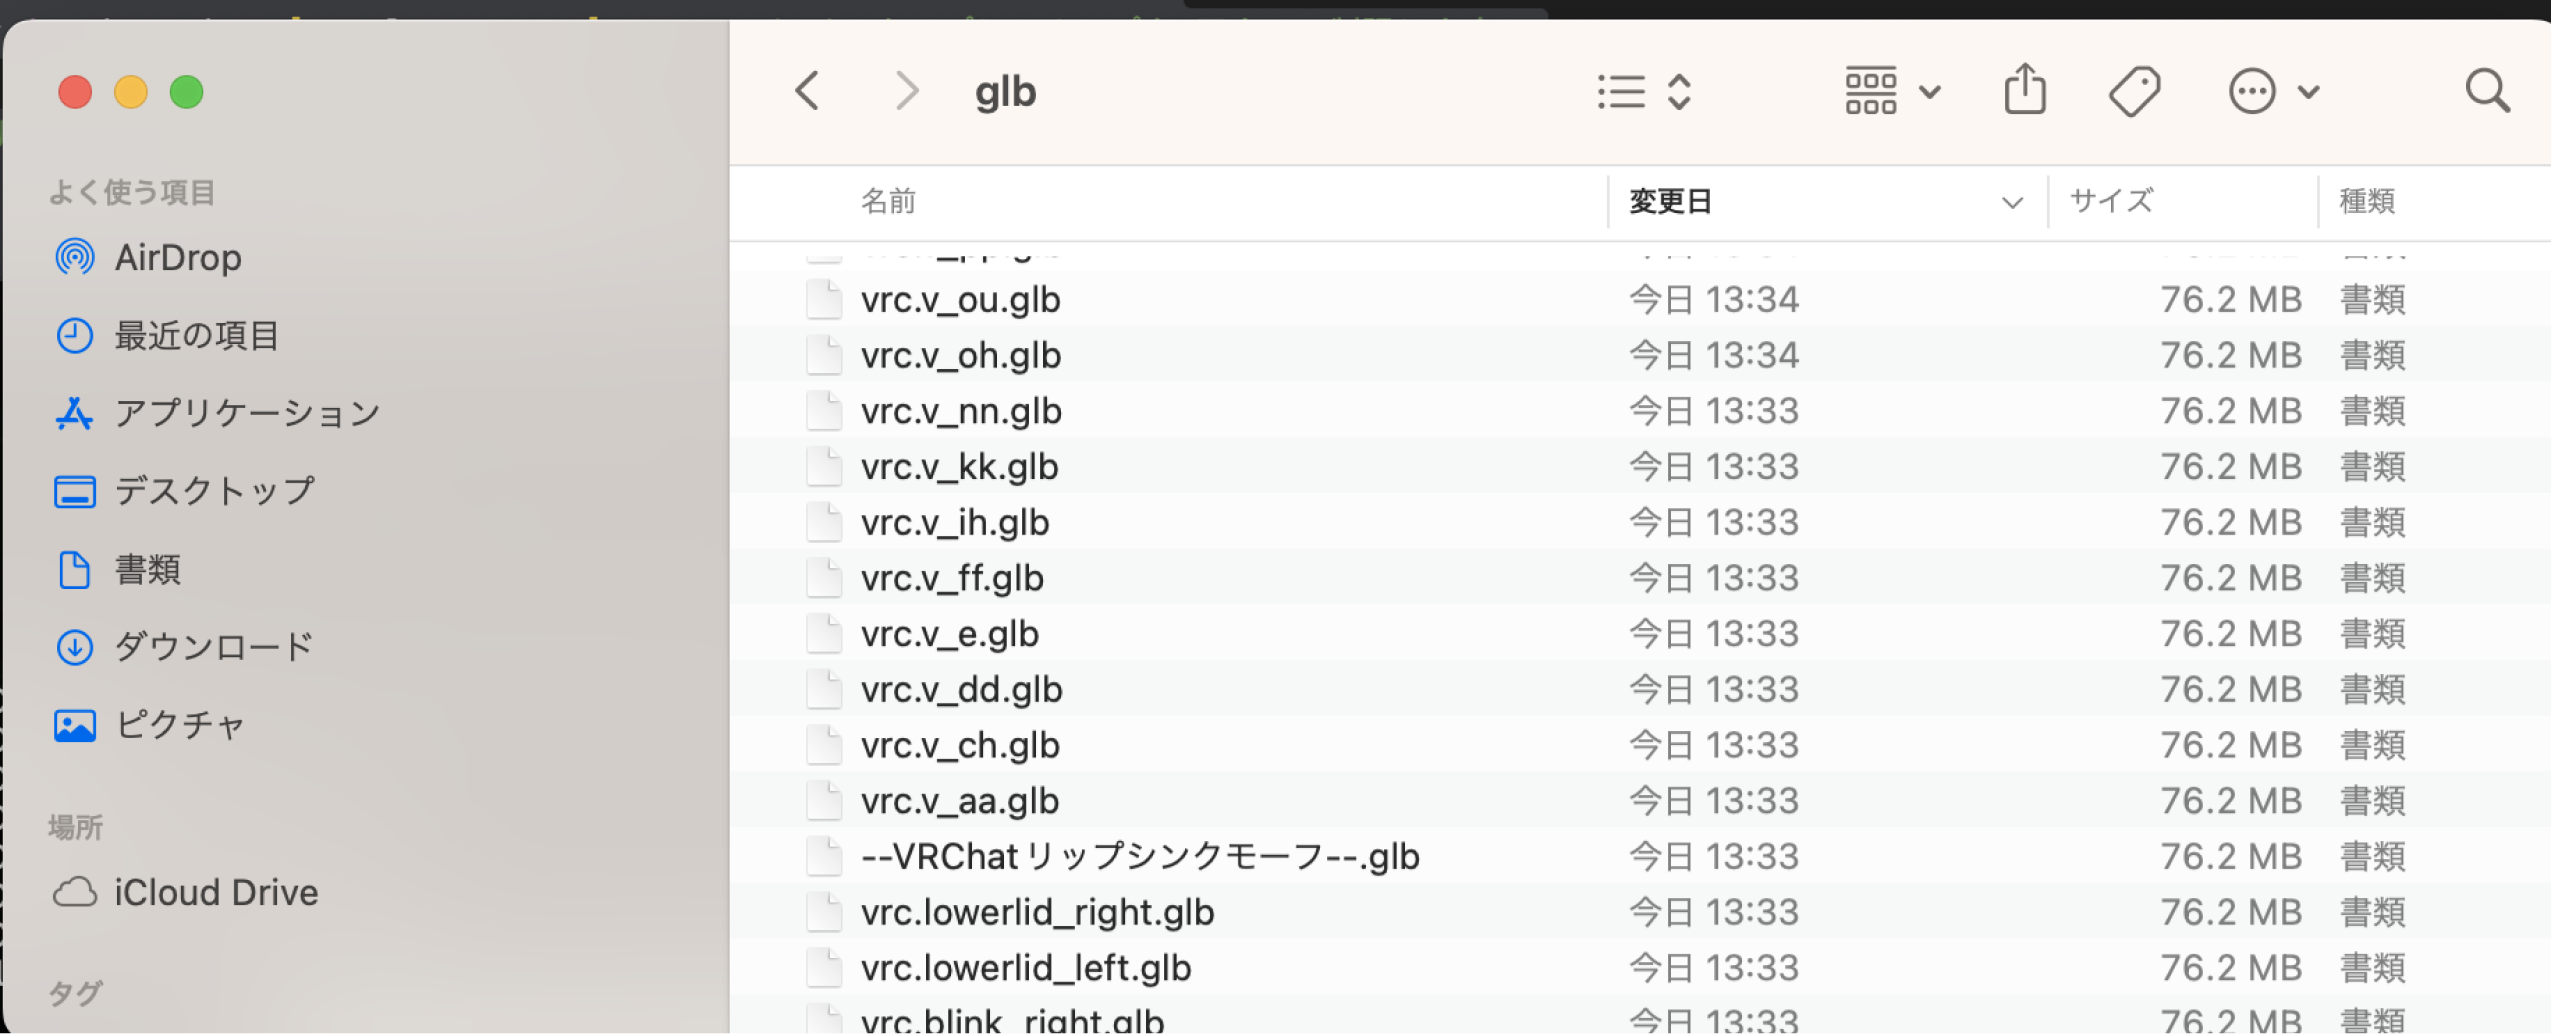 glb
よく使う項目
AirDrop
最近の項目
アプリケーション
デスクトップ
書類
ダウンロード
ピクチャ
場所
iCloud Drive
タグ
名前 変更日 サイズ 種類
vrc.v_ou.glb 今日 13:34 76.2 MB 書類
vrc.v_oh.glb 今日 13:34 76.2 MB 書類
vrc.v_nn.glb 今日 13:33 76.2 MB 書類
vrc.v_kk.glb 今日 13:33 76.2 MB 書類
vrc.v_ih.glb 今日 13:33 76.2 MB 書類
vrc.v_ff.glb 今日 13:33 76.2 MB 書類
vrc.v_e.glb 今日 13:33 76.2 MB 書類
vrc.v_dd.glb 今日 13:33 76.2 MB 書類
vrc.v_ch.glb 今日 13:33 76.2 MB 書類
vrc.v_aa.glb 今日 13:33 76.2 MB 書類
--VRChatリップシンクモーフ--.glb 今日 13:33 76.2 MB 書類
vrc.lowerlid_right.glb 今日 13:33 76.2 MB 書類
vrc.lowerlid_left.glb 今日 13:33 76.2 MB 書類
vrc.blink_right.glb 今日 13:33 76.2 MB 書類